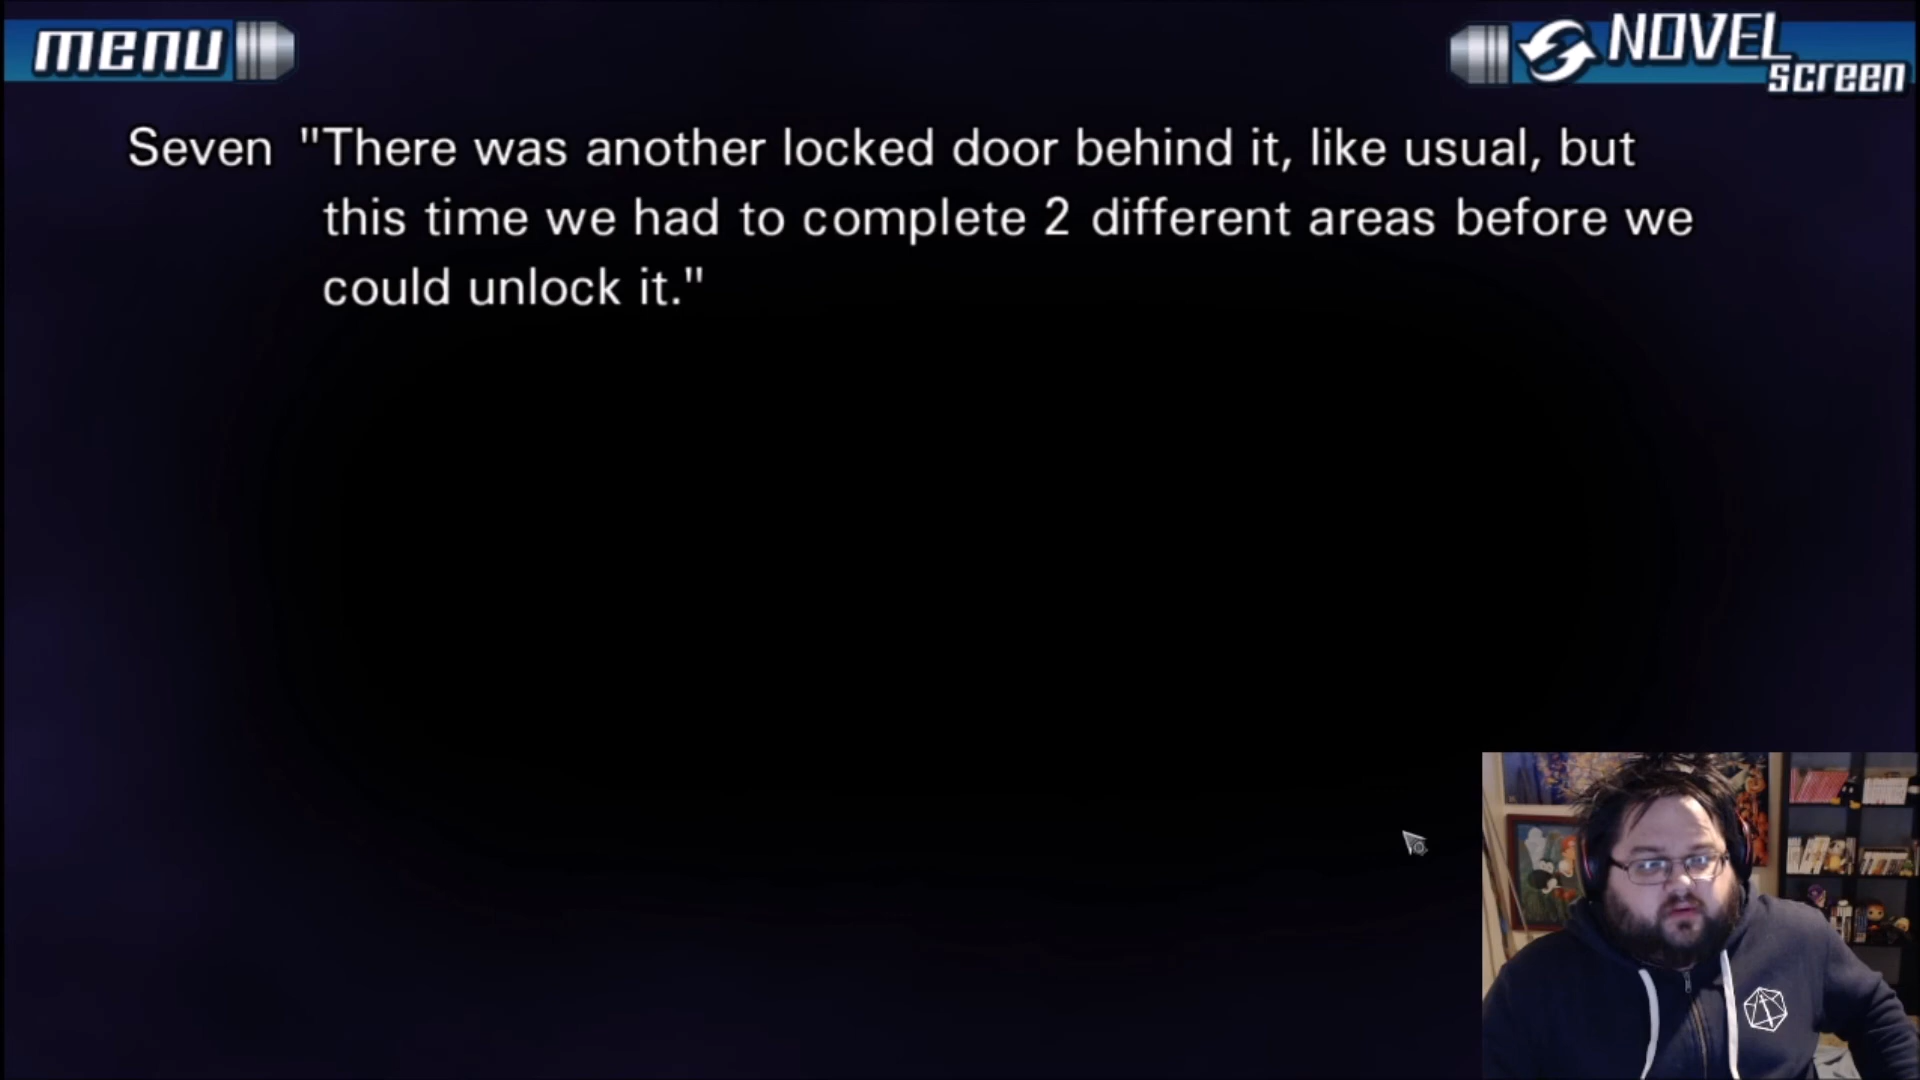 menu
NOVEL
screen
Seven "There was another locked door behind it, like usual, but
this time we had to complete 2 different areas before we
could unlock it."